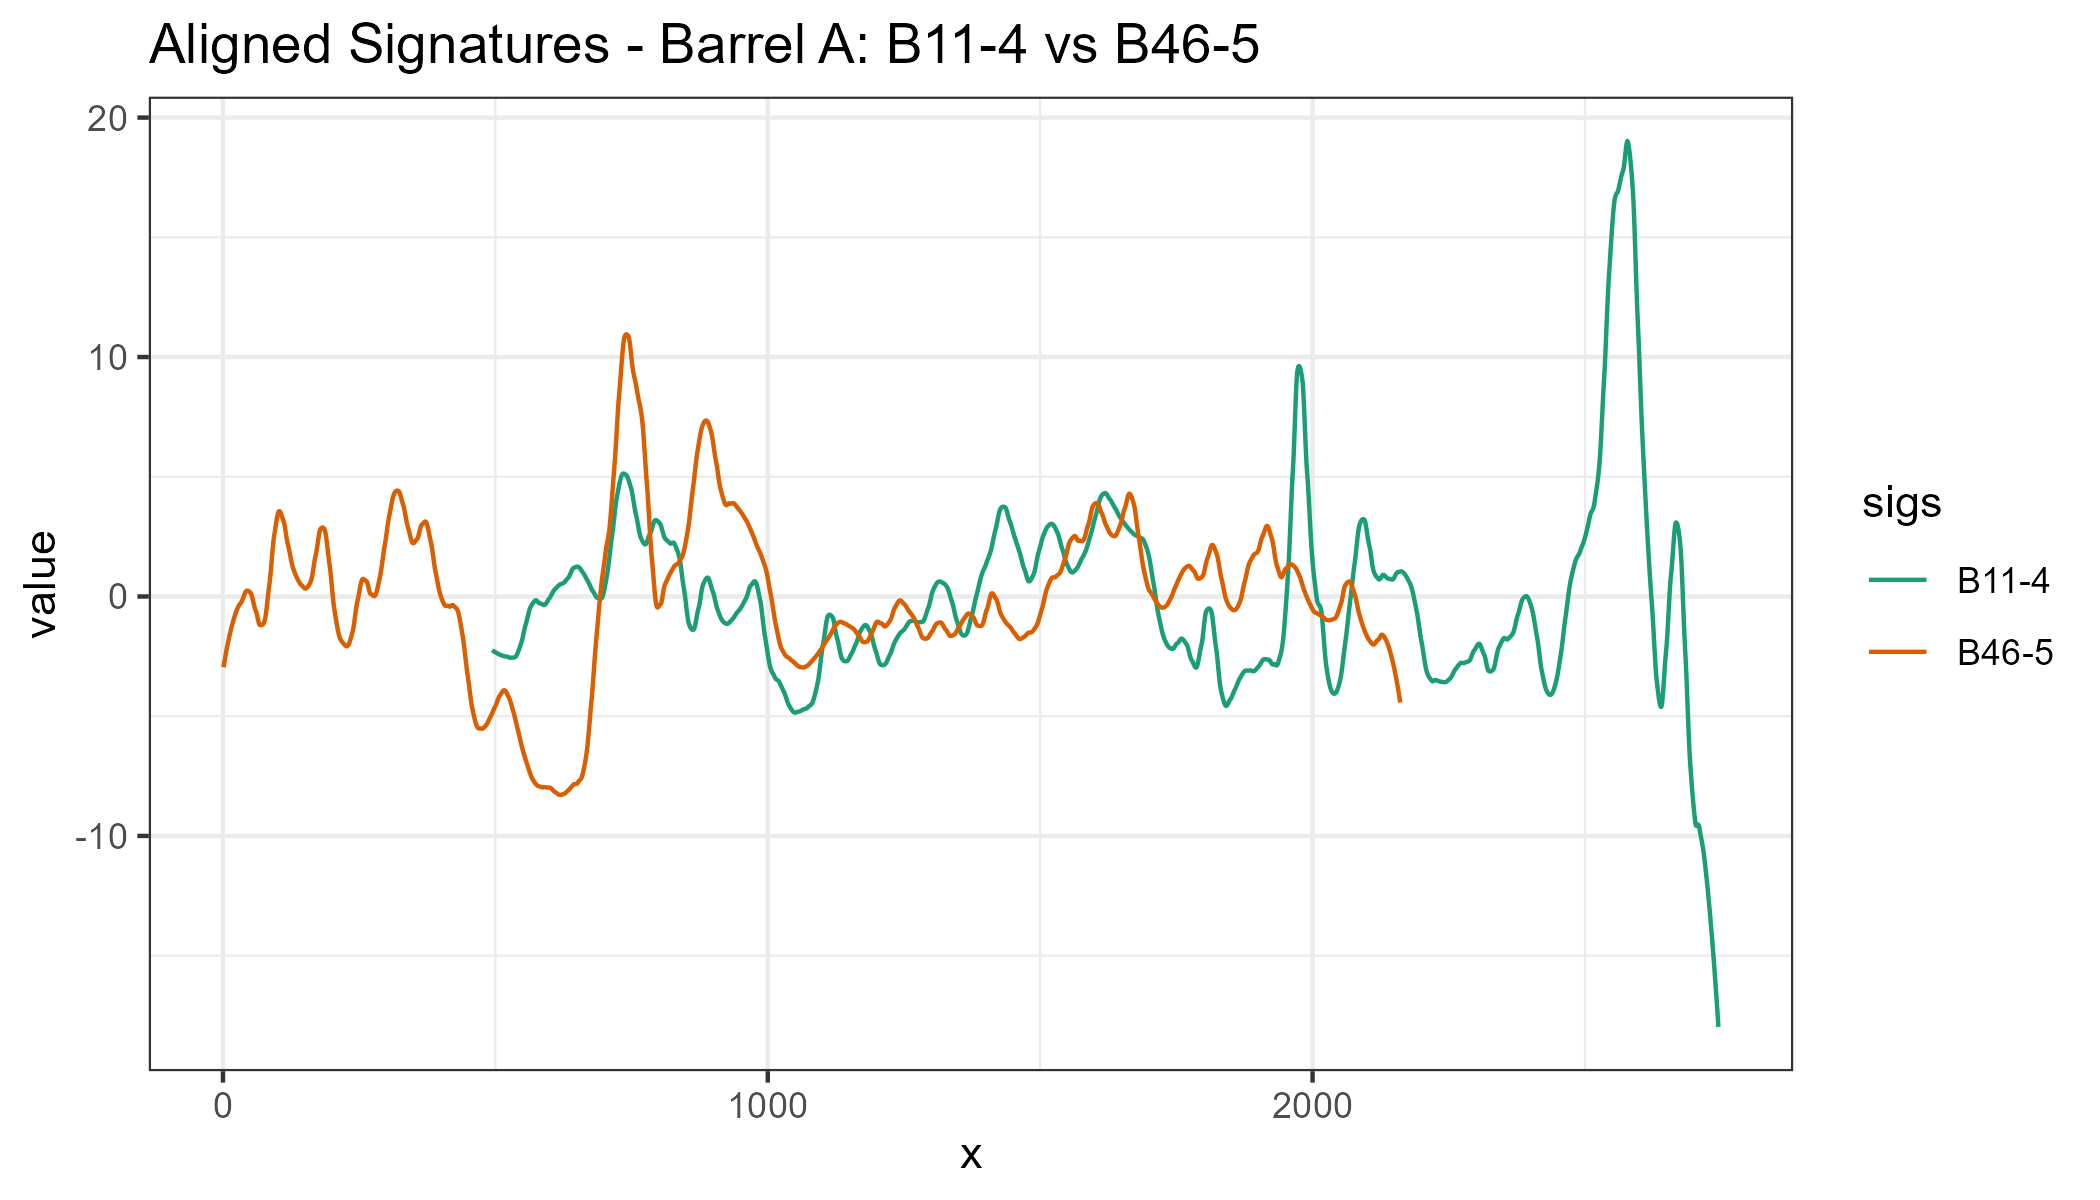 Aligned Signatures - Barrel A: B11-4 vs B46-5
20
10
0
-10
value
0
1000
2000
x
sigs
B11-4
B46-5